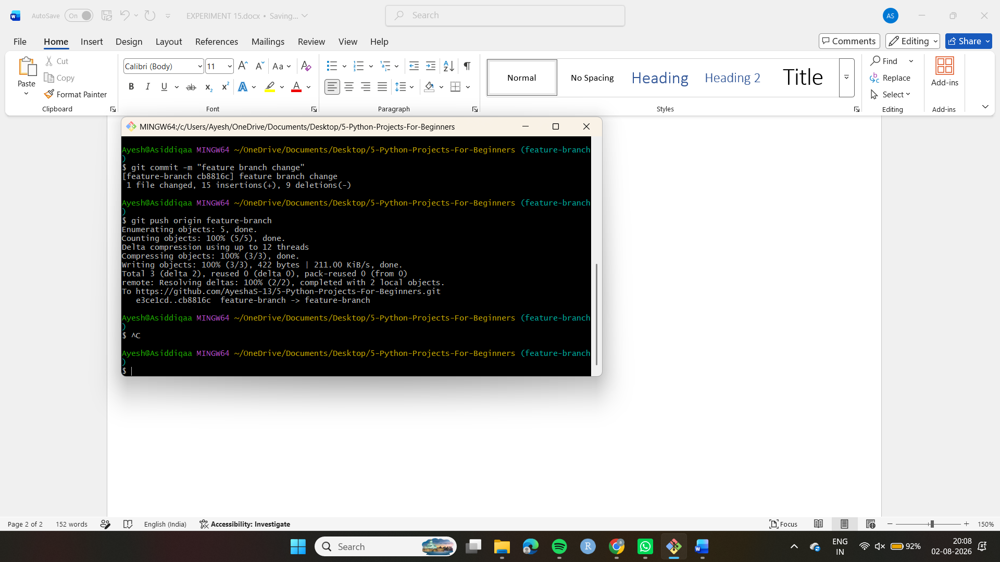 AutoSave On EXPERIMENT 15.docx • Saving... Search AS
File Home Insert Design Layout References Mailings Review View Help Comments Editing Share
Paste Cut Copy Format Painter Clipboard
Calibri (Body) 11 Font
Paragraph
Normal No Spacing Heading Heading 2 Title Styles
Find Replace Select Editing
Add-ins Add-ins
MINGW64:/c/Users/Ayesh/OneDrive/Documents/Desktop/5-Python-Projects-For-Beginners
Ayesh@Asiddiqaa MINGW64 ~/OneDrive/Documents/Desktop/5-Python-Projects-For-Beginners (feature-branch
)
$ git commit -m "feature branch change"
[feature-branch cb8816c] feature branch change
1 file changed, 15 insertions(+), 9 deletions(-)
Ayesh@Asiddiqaa MINGW64 ~/OneDrive/Documents/Desktop/5-Python-Projects-For-Beginners (feature-branch
)
$ git push origin feature-branch
Enumerating objects: 5, done.
Counting objects: 100% (5/5), done.
Delta compression using up to 12 threads
Compressing objects: 100% (3/3), done.
Writing objects: 100% (3/3), 422 bytes | 211.00 KiB/s, done.
Total 3 (delta 2), reused 0 (delta 0), pack-reused 0 (from 0)
remote: Resolving deltas: 100% (2/2), completed with 2 local objects.
To https://github.com/AyeshaS-13/5-Python-Projects-For-Beginners.git
e3ce1cd..cb8816c feature-branch -> feature-branch
Ayesh@Asiddiqaa MINGW64 ~/OneDrive/Documents/Desktop/5-Python-Projects-For-Beginners (feature-branch
)
$ ^C
Ayesh@Asiddiqaa MINGW64 ~/OneDrive/Documents/Desktop/5-Python-Projects-For-Beginners (feature-branch
)
$
Page 2 of 2 152 words English (India) Accessibility: Investigate Focus 150%
Search ENG IN 92% 20:08 02-08-2026